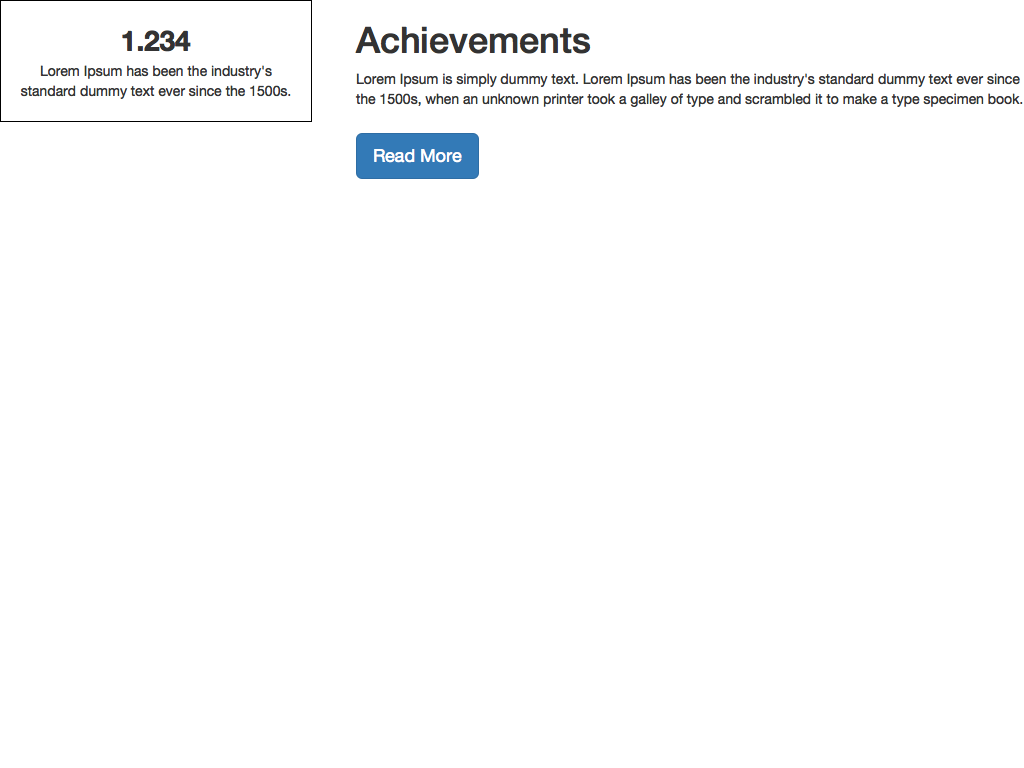 1.234
Lorem Ipsum has been the industry's
standard dummy text ever since the 1500s.
Achievements
Lorem Ipsum is simply dummy text. Lorem Ipsum has been the industry's standard dummy text ever since
the 1500s, when an unknown printer took a galley of type and scrambled it to make a type specimen book.
Read More